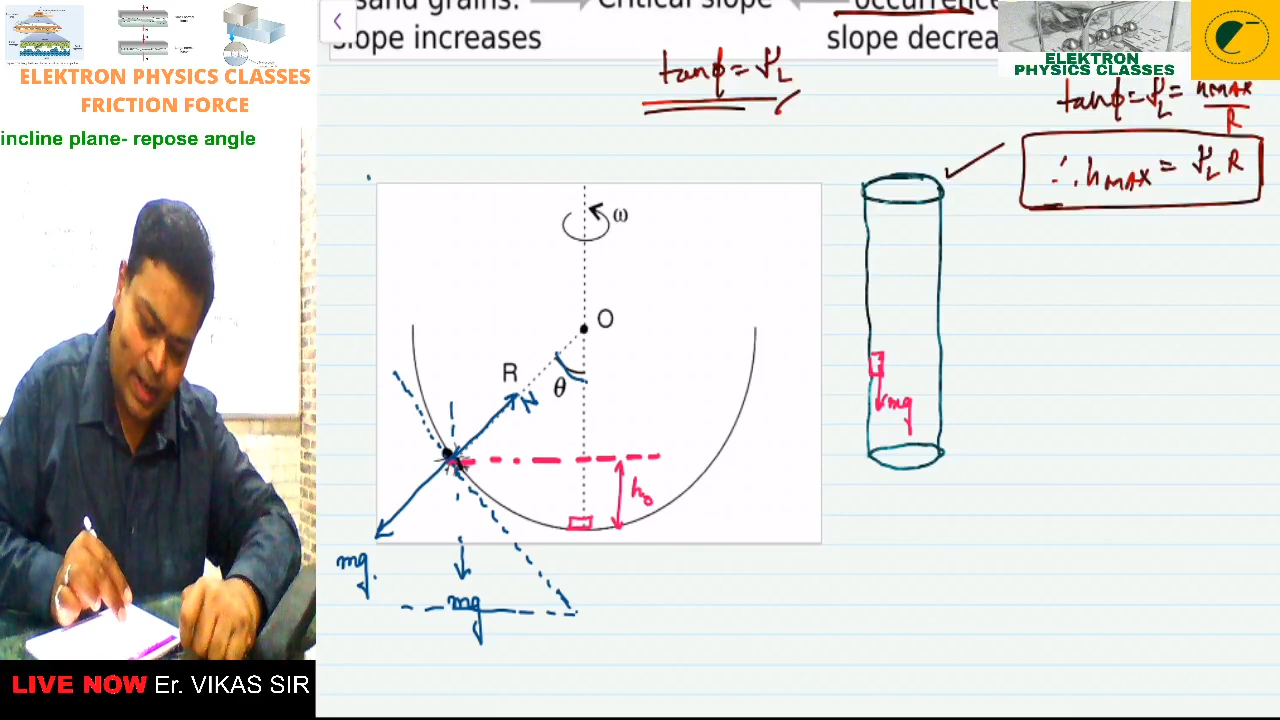 sand grains. Critical slope occurrence
slope increases slope decrea
ELEKTRON PHYSICS CLASSES
FRICTION FORCE
incline plane- repose angle
ELEKTRON
PHYSICS CLASSES
tanϕ = μL
tanϕ = μL = hMAX/R
∴ hMAX = μL R
ω
O
R
N
θ
h0
mg
mg.
mg
LIVE NOW Er. VIKAS SIR